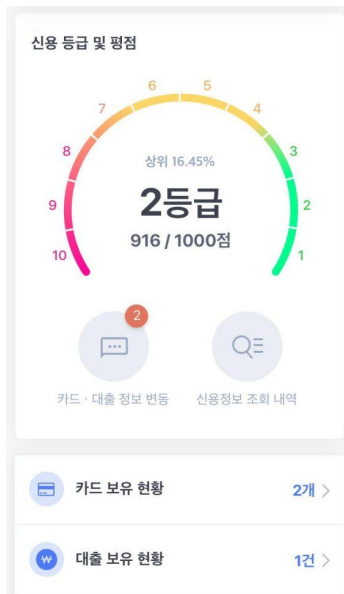 신용 등급 및 평점
6
5
7
4
8
3
상위 16.45%
9
2등급
2
916 / 1000점
10
1
2
카드 · 대출 정보 변동
신용정보 조회 내역
카드 보유 현황
2개 >
₩
대출 보유 현황
1건 >